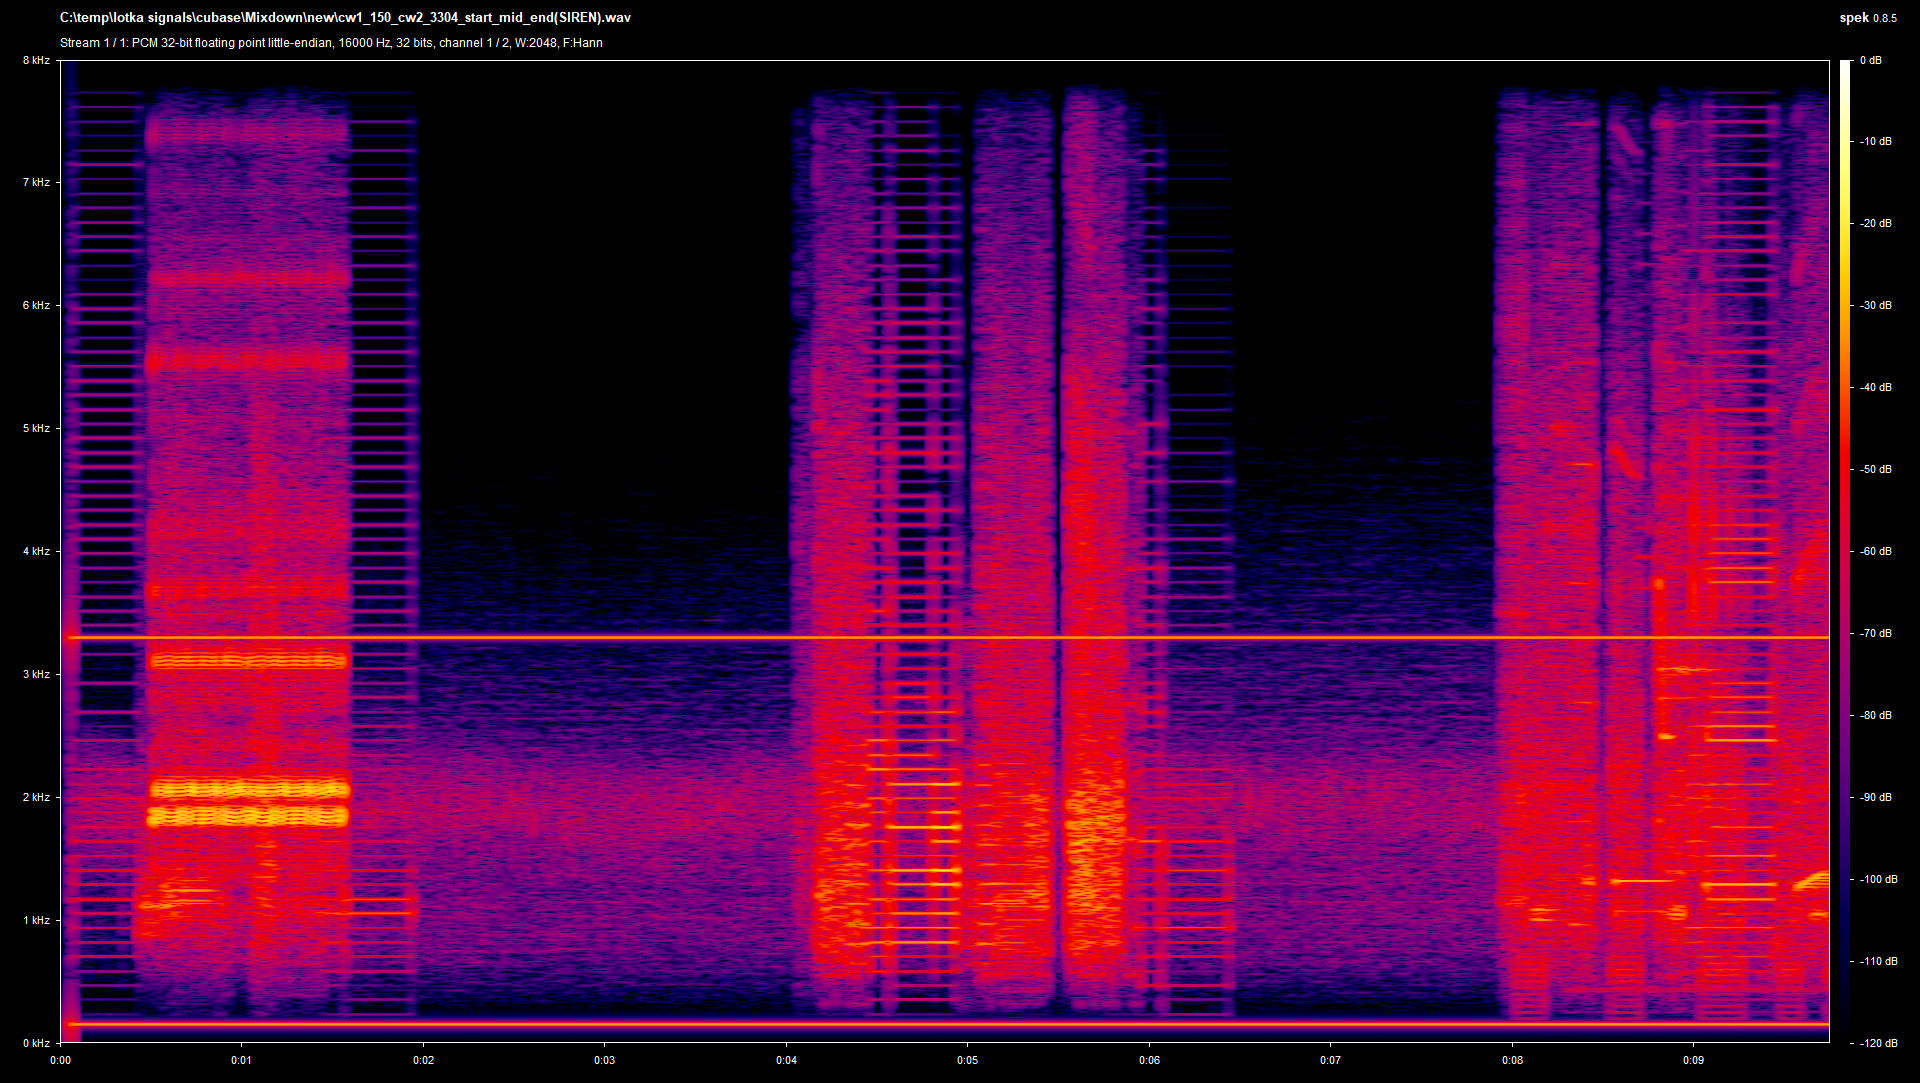 C:\temp\lotka signals\cubase\Mixdown\new\cw1_150_cw2_3304_start_mid_end(SIREN).wav
spek 0.8.5
Stream 1 / 1: PCM 32-bit floating point little-endian, 16000 Hz, 32 bits, channel 1 / 2, W:2048, F:Hann
8 kHz
7 kHz
6 kHz
5 kHz
4 kHz
3 kHz
2 kHz
1 kHz
0 kHz
0 dB
-10 dB
-20 dB
-30 dB
-40 dB
-50 dB
-60 dB
-70 dB
-80 dB
-90 dB
-100 dB
-110 dB
-120 dB
0:00 0:01 0:02 0:03 0:04 0:05 0:06 0:07 0:08 0:09